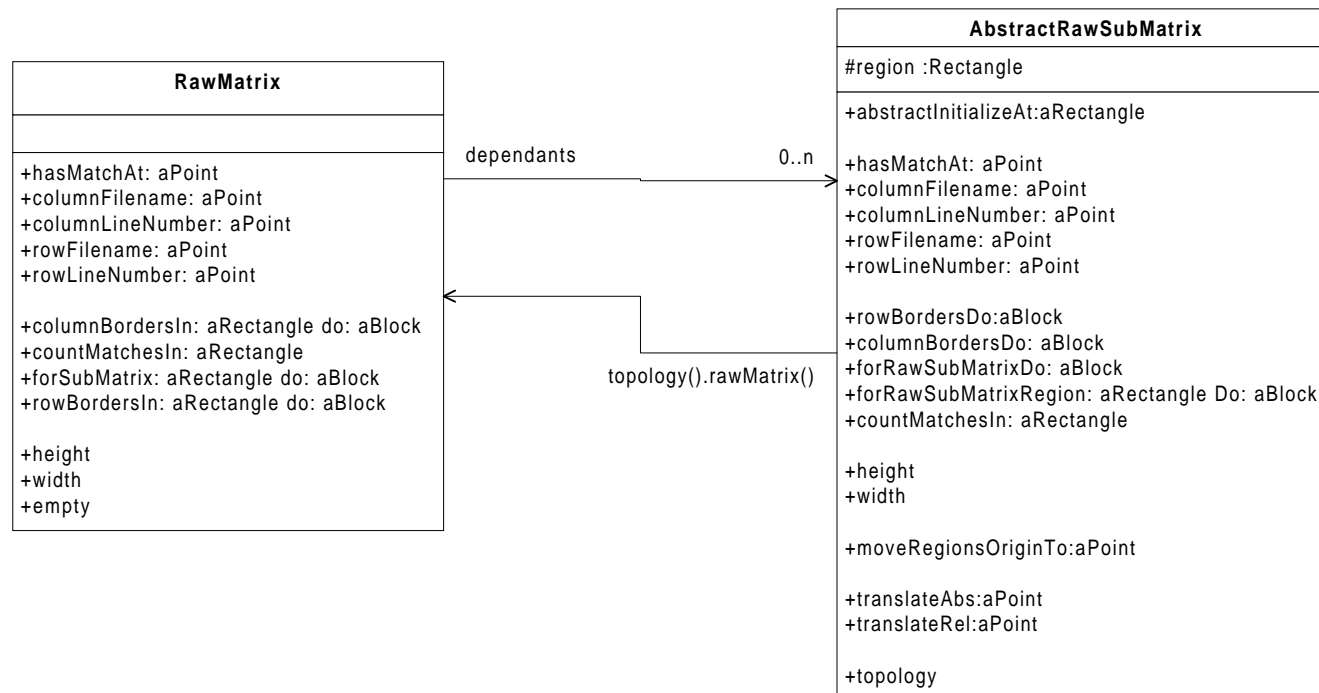 RawMatrix
+hasMatchAt: aPoint
+columnFilename: aPoint
+columnLineNumber: aPoint
+rowFilename: aPoint
+rowLineNumber: aPoint
+columnBordersIn: aRectangle do: aBlock
+countMatchesIn: aRectangle
+forSubMatrix: aRectangle do: aBlock
+rowBordersIn: aRectangle do: aBlock
+height
+width
+empty
dependants
0..n
topology().rawMatrix()
AbstractRawSubMatrix
#region :Rectangle
+abstractInitializeAt:aRectangle
+hasMatchAt: aPoint
+columnFilename: aPoint
+columnLineNumber: aPoint
+rowFilename: aPoint
+rowLineNumber: aPoint
+rowBordersDo:aBlock
+columnBordersDo: aBlock
+forRawSubMatrixDo: aBlock
+forRawSubMatrixRegion: aRectangle Do: aBlock
+countMatchesIn: aRectangle
+height
+width
+moveRegionsOriginTo:aPoint
+translateAbs:aPoint
+translateRel:aPoint
+topology